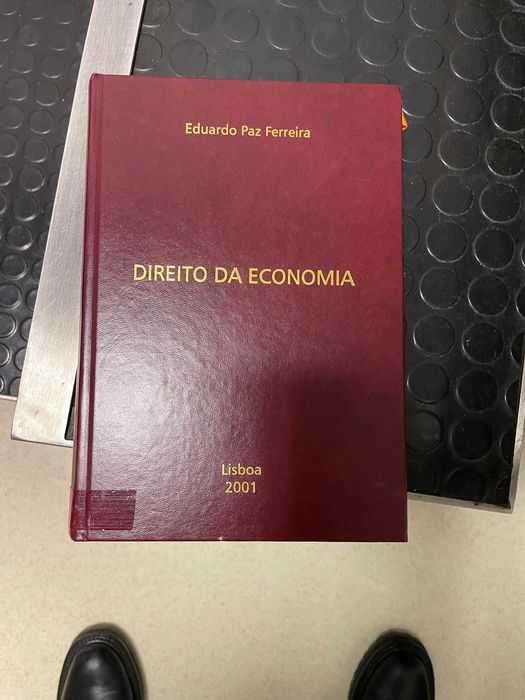 Eduardo Paz Ferreira
DIREITO DA ECONOMIA
Lisboa
2001